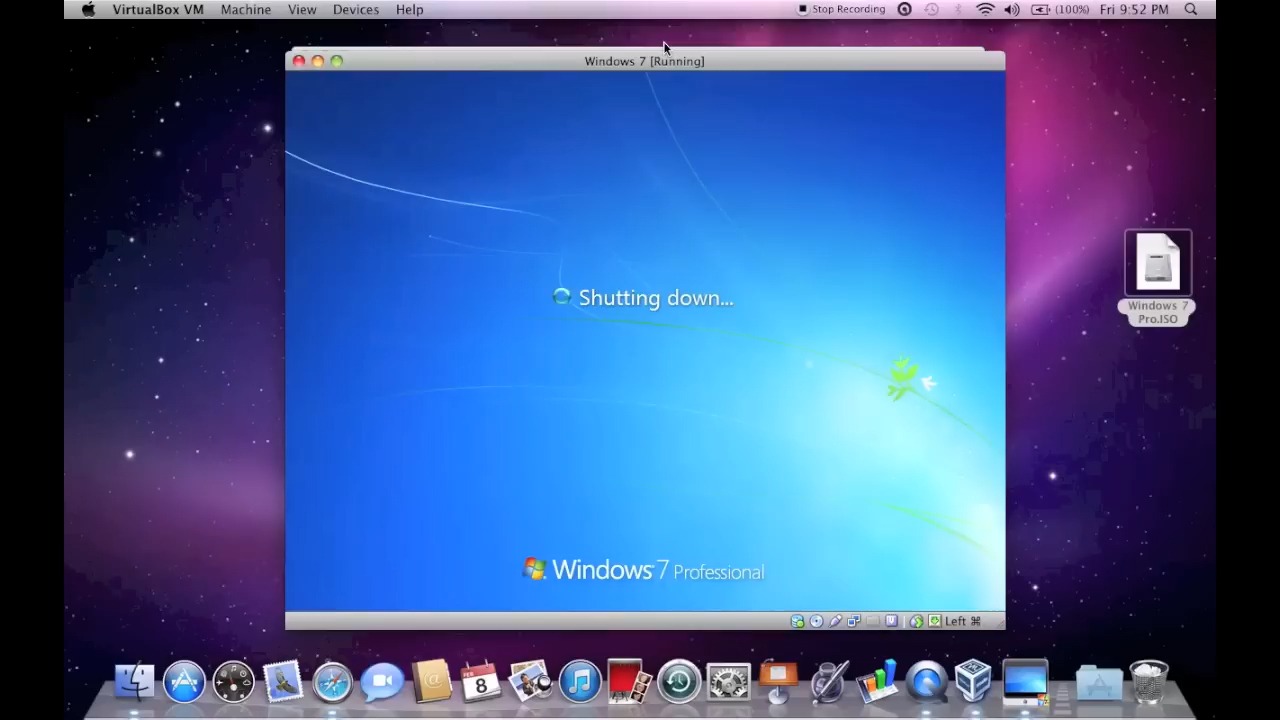 VirtualBox VM Machine View Devices Help Stop Recording (100%) Fri 9:52 PM
Windows 7 [Running]
Shutting down...
Windows 7
Pro.ISO
Windows 7 Professional
Left ⌘
8